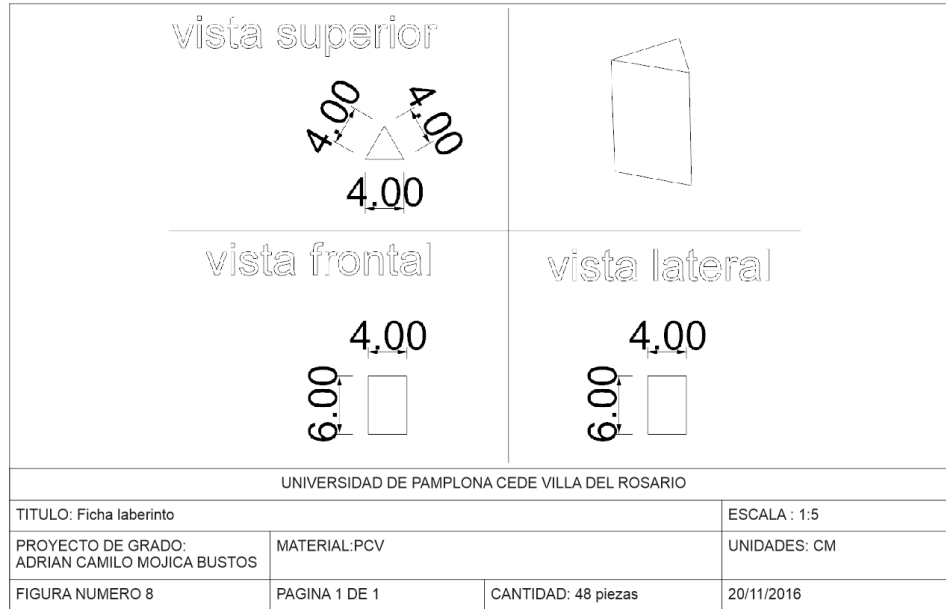 vista superior
4.00
4.00
4.00
vista frontal
vista lateral
4.00
6.00
4.00
6.00
UNIVERSIDAD DE PAMPLONA CEDE VILLA DEL ROSARIO
TITULO: Ficha laberinto
ESCALA : 1:5
PROYECTO DE GRADO:
ADRIAN CAMILO MOJICA BUSTOS
MATERIAL:PCV
UNIDADES: CM
FIGURA NUMERO 8
PAGINA 1 DE 1
CANTIDAD: 48 piezas
20/11/2016